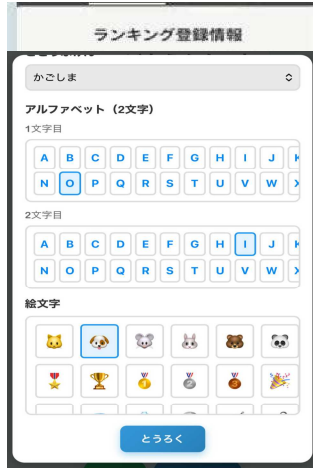 ランキング登録情報
かごしま
アルファベット（2文字）
1文字目
A B C D E F G H I J
N O P Q R S T U V W
2文字目
A B C D E F G H I J
N O P Q R S T U V W
絵文字
とうろく